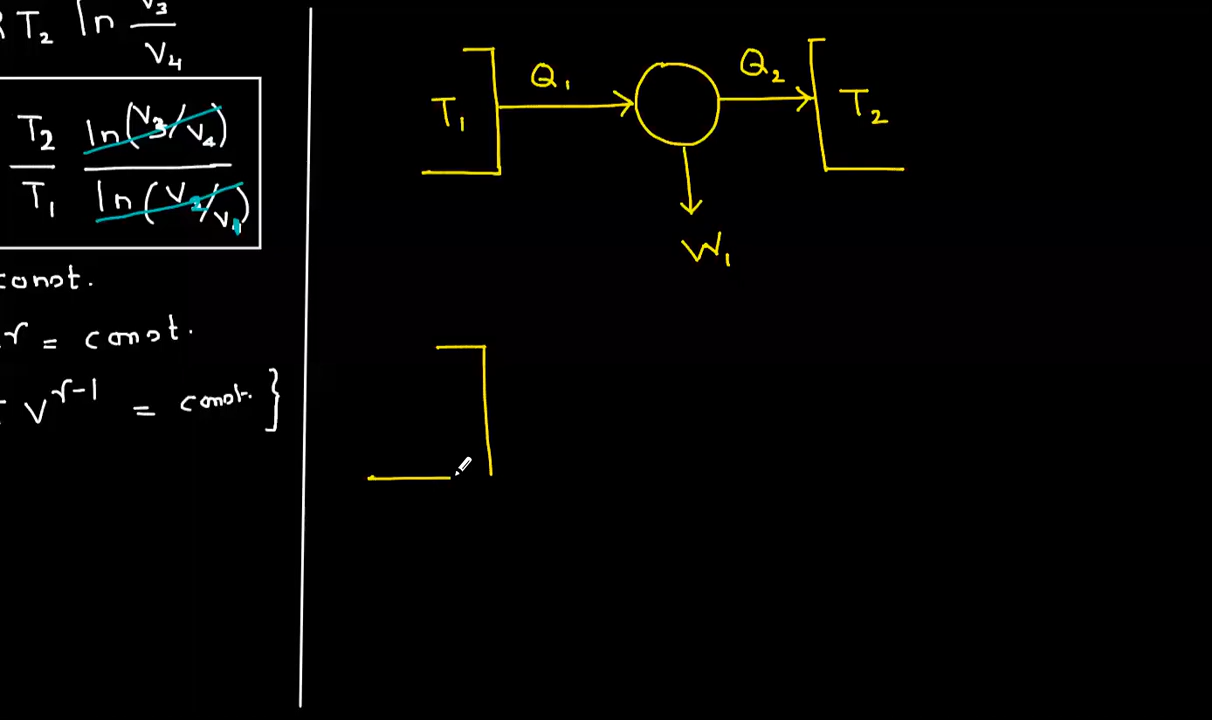 R T₂ ln V₃/V₄
T₂/T₁ ln(V₃/V₄)/ln(V₂/V₁)
const.
γ = const.
V^γ-1 = const. }
T₁ Q₁ Q₂ T₂
W₁